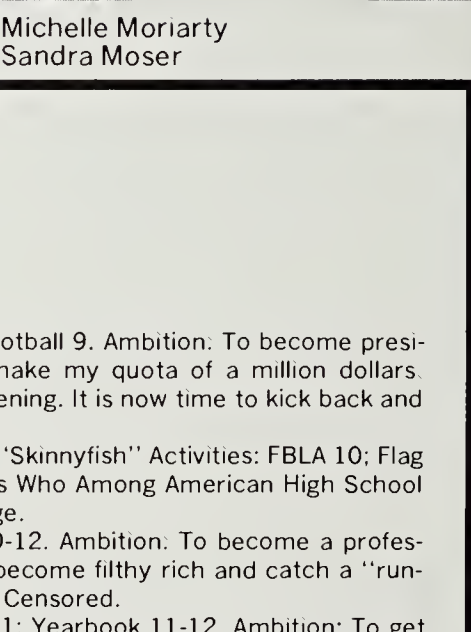 Michelle Moriarty
Sandra Moser
otball 9. Ambition: To become presi-
make my quota of a million dollars.
ening. It is now time to kick back and
'Skinnyfish'' Activities: FBLA 10; Flag
s Who Among American High School
ge.
-12. Ambition: To become a profes-
become filthy rich and catch a "run-
Censored.
1; Yearbook 11-12. Ambition: To get